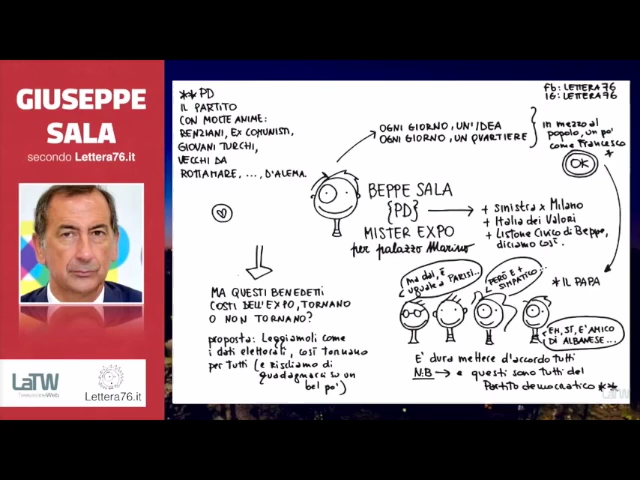 GIUSEPPE
SALA
secondo Lettera76.it
LaTW
Lettera76.it
**PD
IL PARTITO
CON MOLTE ANIME:
RENZIANI, EX COMUNISTI,
GIOVANI TURCHI,
VECCHI DA
ROTTAMARE, ..., D'ALEMA.
fb: LETTERA76
IG: LETTERA76
OGNI GIORNO, UN'IDEA
OGNI GIORNO, UN QUARTIERE
in mezzo al
popolo, un po'
come Francesco
*
OK
BEPPE SALA
{PD}
MISTER EXPO
per palazzo Marino
+ sinistra x Milano
+ Italia dei Valori
+ Listone Civico di Beppe,
diciamo così.
* IL PAPA
MA QUESTI BENEDETTI
COSTI DELL'EXPO, TORNANO
O NON TORNANO?
proposta: Leggiamoli come
i dati elettorali, così tornano
per tutti (e rischiamo di
guadagnarci su un
bel po')
Ma dai, È
uguale a PARISI...
PERÒ È +
SIMPATICO...
EH, SÌ, È AMICO
DI ALBANESE...
E' dura mettere d'accordo tutti
N.B → e questi sono tutti del
Partito democratico **
LaTW